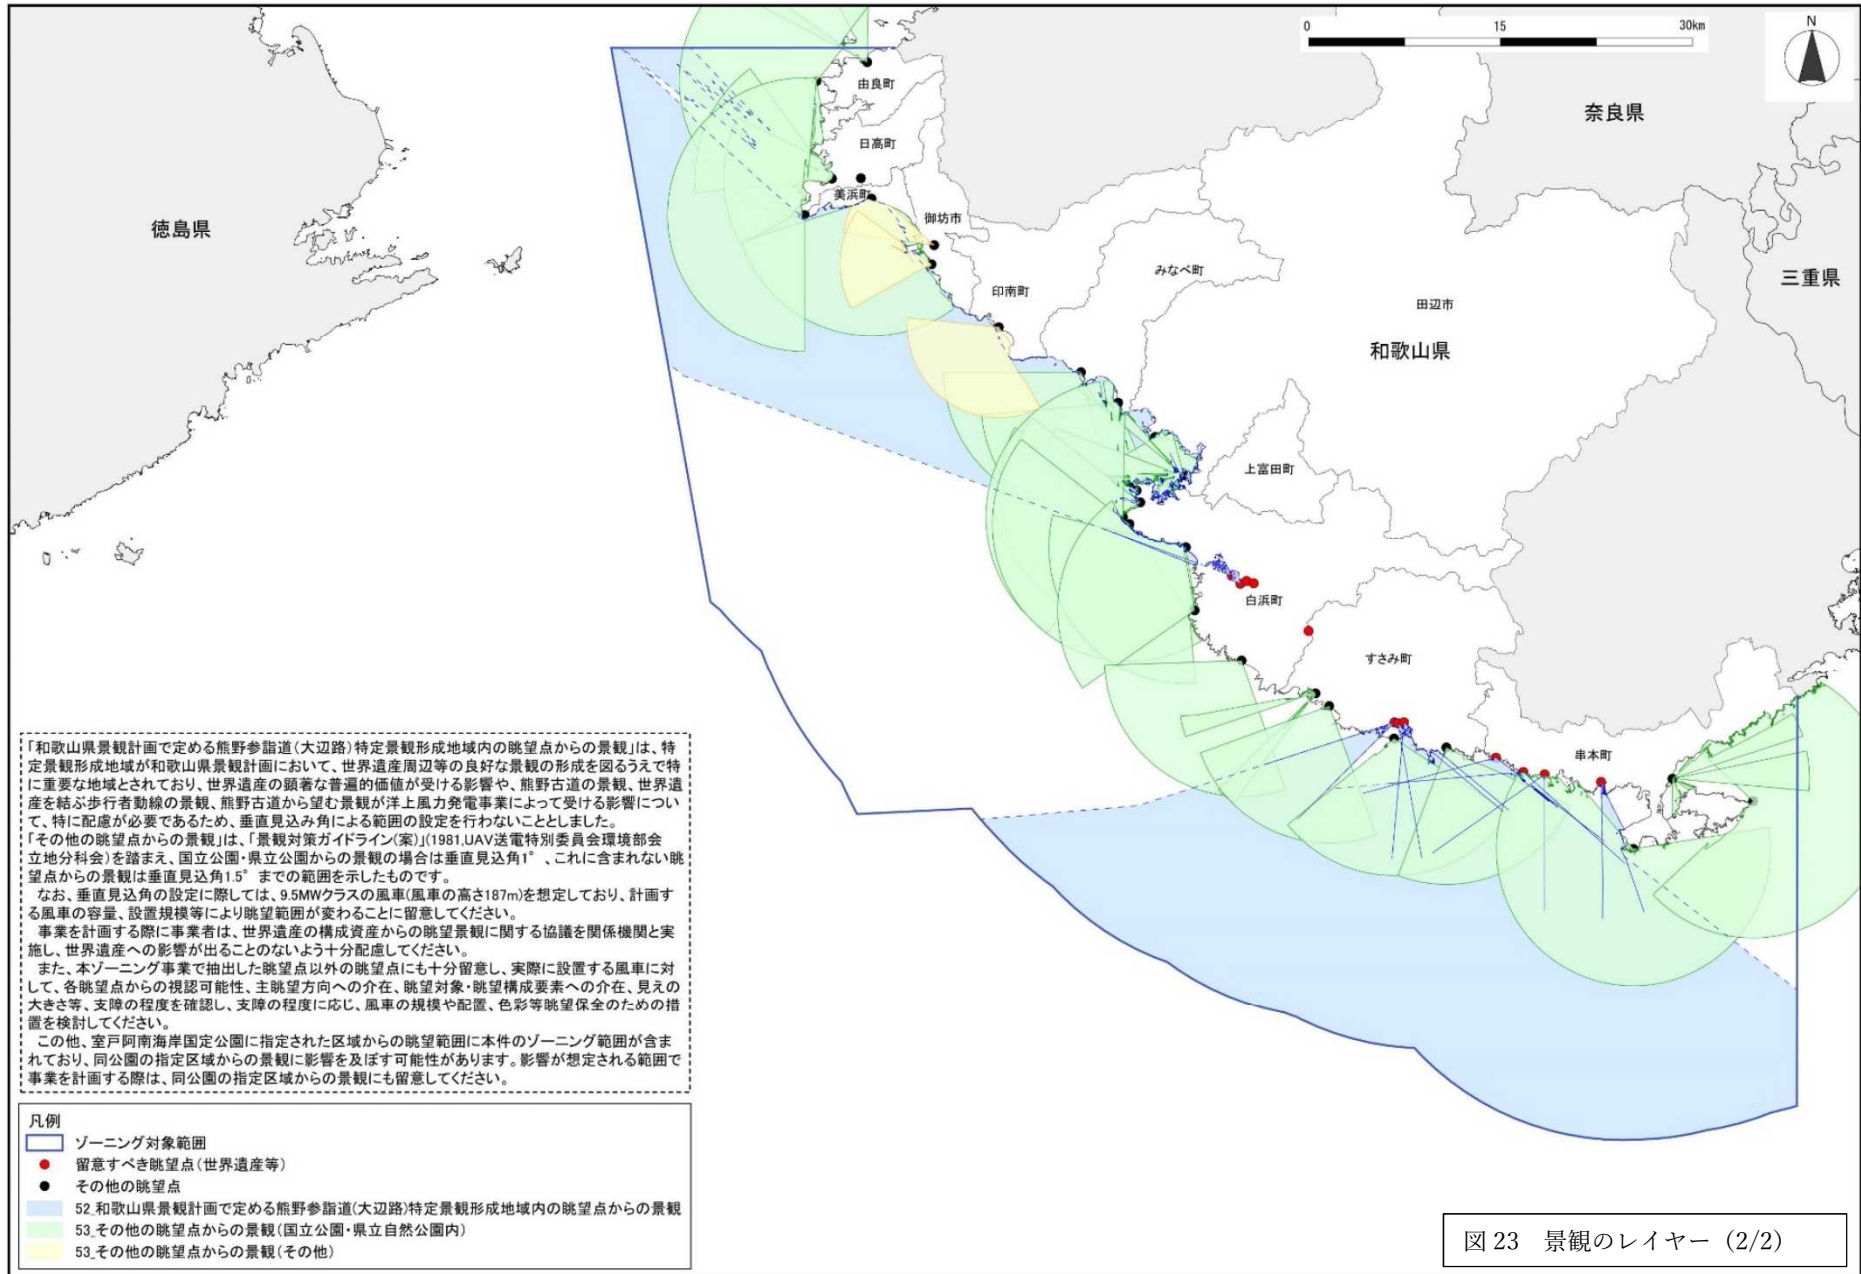 0 15 30km
N
由良町
奈良県
日高町
美浜町
徳島県
御坊市
みなべ町
印南町
三重県
田辺市
和歌山県
上富田町
白浜町
すさみ町
串本町
「和歌山県景観計画で定める熊野参詣道(大辺路)特定景観形成地域内の眺望点からの景観」は、特
定景観形成地域が和歌山県景観計画において、世界遺産周辺等の良好な景観の形成を図るうえで特
に重要な地域とされており、世界遺産の顕著な普遍的価値が受ける影響や、熊野古道の景観、世界遺
産を結ぶ歩行者動線の景観、熊野古道から望む景観が洋上風力発電事業によって受ける影響につい
て、特に配慮が必要であるため、垂直見込み角による範囲の設定を行わないこととしました。
「その他の眺望点からの景観」は、「景観対策ガイドライン(案)」(1981,UAV送電特別委員会環境部会
立地分科会)を踏まえ、国立公園・県立公園からの景観の場合は垂直見込角1°、これに含まれない眺
望点からの景観は垂直見込角1.5°までの範囲を示したものです。
なお、垂直見込角の設定に際しては、9.5MWクラスの風車(風車の高さ187m)を想定しており、計画す
る風車の容量、設置規模等により眺望範囲が変わることに留意してください。
事業を計画する際に事業者は、世界遺産の構成資産からの眺望景観に関する協議を関係機関と実
施し、世界遺産への影響が出ることのないよう十分配慮してください。
また、本ゾーニング事業で抽出した眺望点以外の眺望点にも十分留意し、実際に設置する風車に対
して、各眺望点からの視認可能性、主眺望方向への介在、眺望対象・眺望構成要素への介在、見えの
大きさ等、支障の程度を確認し、支障の程度に応じ、風車の規模や配置、色彩等眺望保全のための措
置を検討してください。
この他、室戸阿南海岸国定公園に指定された区域からの眺望範囲に本件のゾーニング範囲が含ま
れており、同公園の指定区域からの景観に影響を及ぼす可能性があります。影響が想定される範囲で
事業を計画する際は、同公園の指定区域からの景観にも留意してください。
凡例
ゾーニング対象範囲
留意すべき眺望点(世界遺産等)
その他の眺望点
52_和歌山県景観計画で定める熊野参詣道(大辺路)特定景観形成地域内の眺望点からの景観
53_その他の眺望点からの景観(国立公園・県立自然公園内)
53_その他の眺望点からの景観(その他)
図 23 景観のレイヤー (2/2)